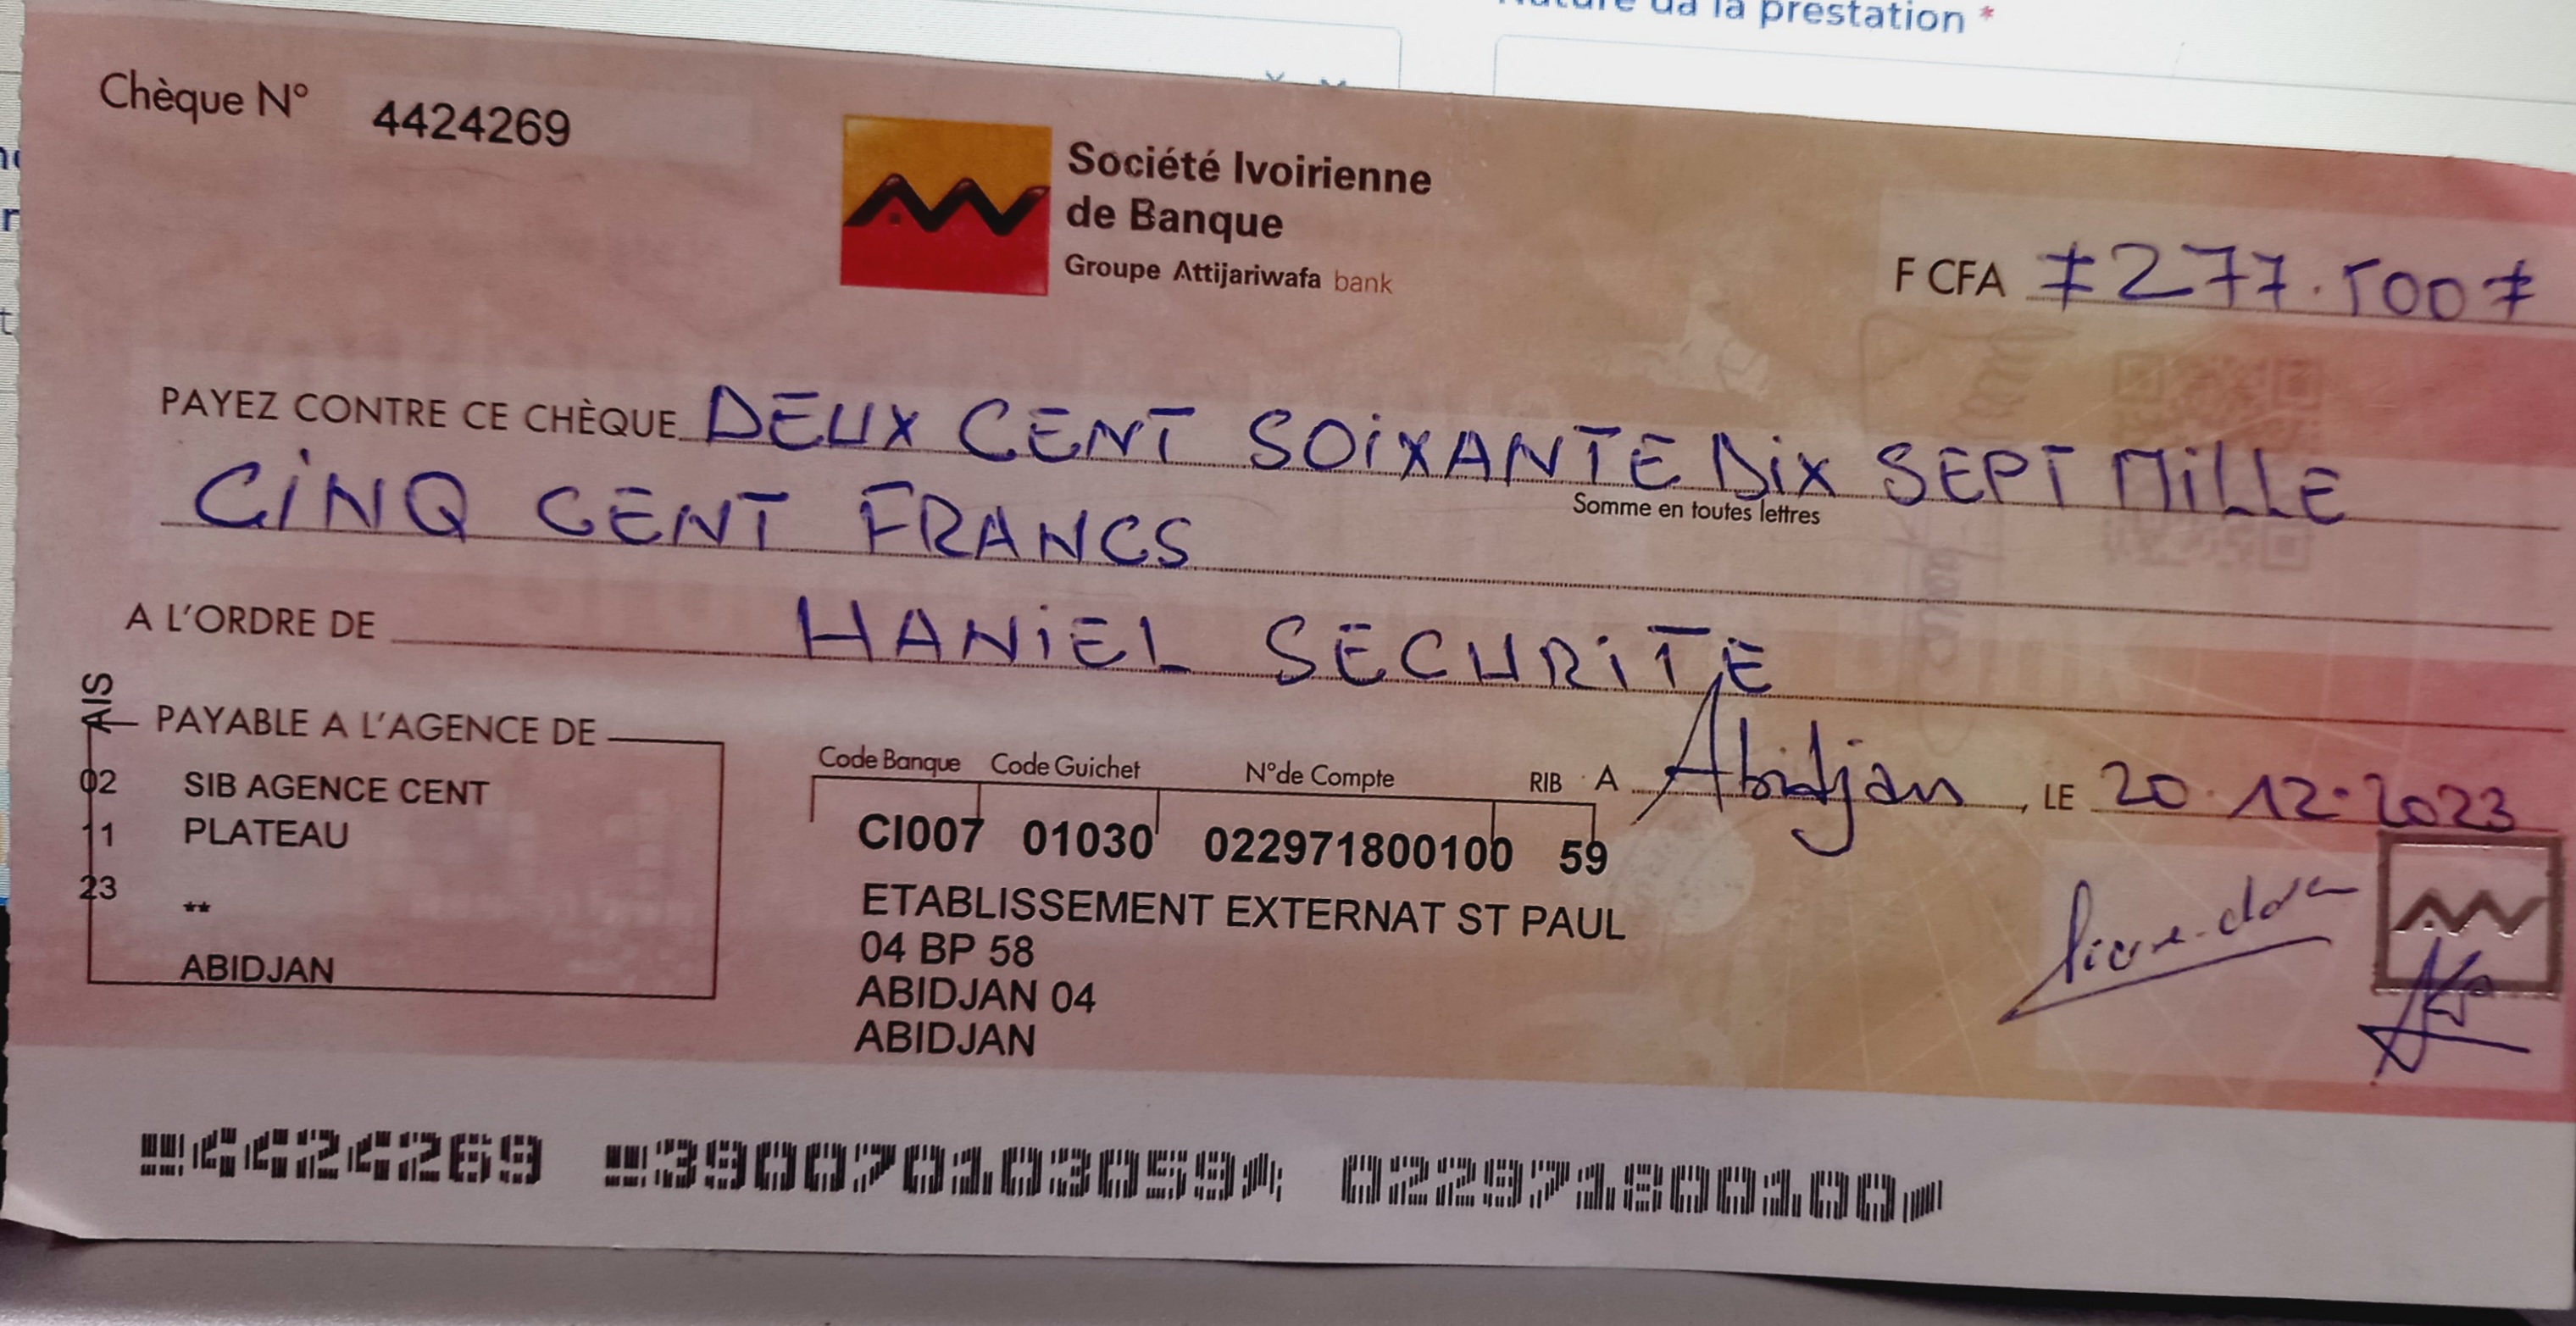 da la prestation *
Chèque N° 4424269
Société Ivoirienne
de Banque
Groupe Attijariwafa bank
F CFA ≠277.500≠
PAYEZ CONTRE CE CHÈQUE DEUX CENT SOIXANTE DIX SEPT MILLE
Somme en toutes lettres
CINQ CENT FRANCS
A L'ORDRE DE HANIEL SECURITE
AIS
PAYABLE A L'AGENCE DE
02 SIB AGENCE CENT
11 PLATEAU
23 **
ABIDJAN
Code Banque Code Guichet N°de Compte RIB
CI007 01030 022971800100 59
ETABLISSEMENT EXTERNAT ST PAUL
04 BP 58
ABIDJAN 04
ABIDJAN
A Abidjan, LE 20.12.2023
4424269 390070103059 022971800100